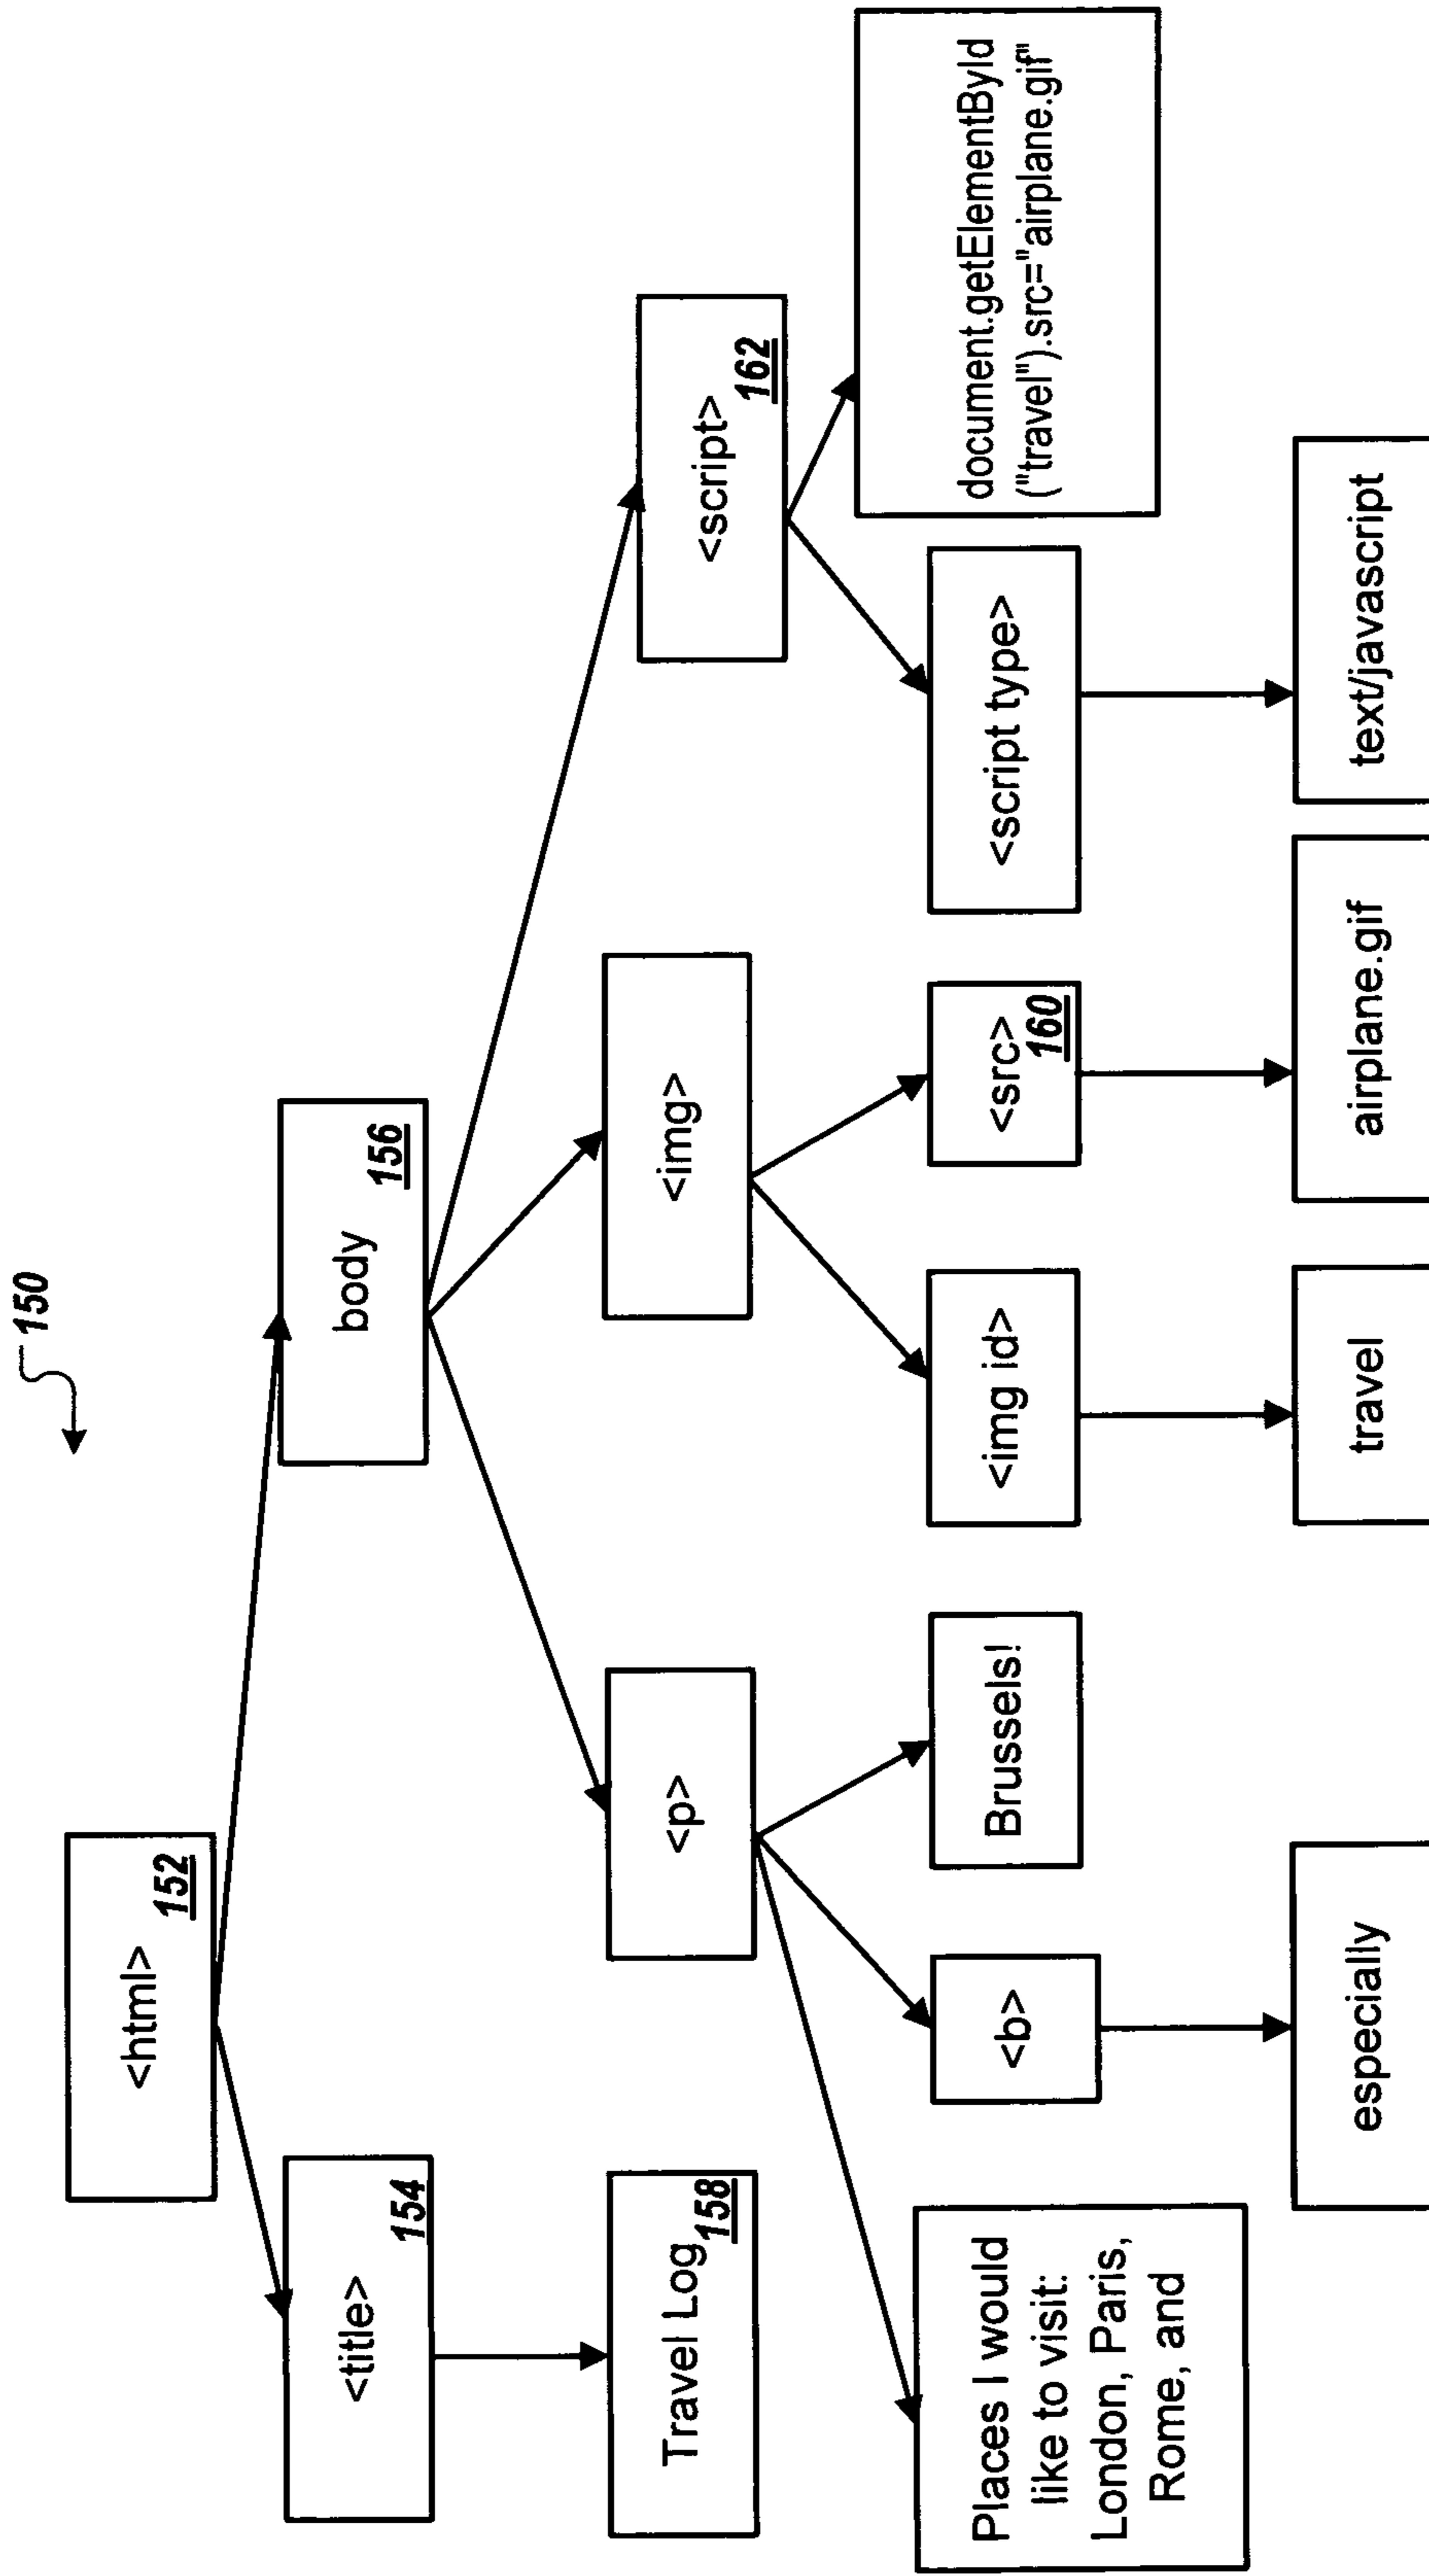 150
<html>
152
<title>
154
body
156
Travel Log
158
<p>
<img>
<script>
162
Places I would
like to visit:
London, Paris,
Rome, and
<b>
Brussels!
<img id>
<src>
160
<script type>
document.getElementById
("travel").src="airplane.gif"
especially
travel
airplane.gif
text/javascript